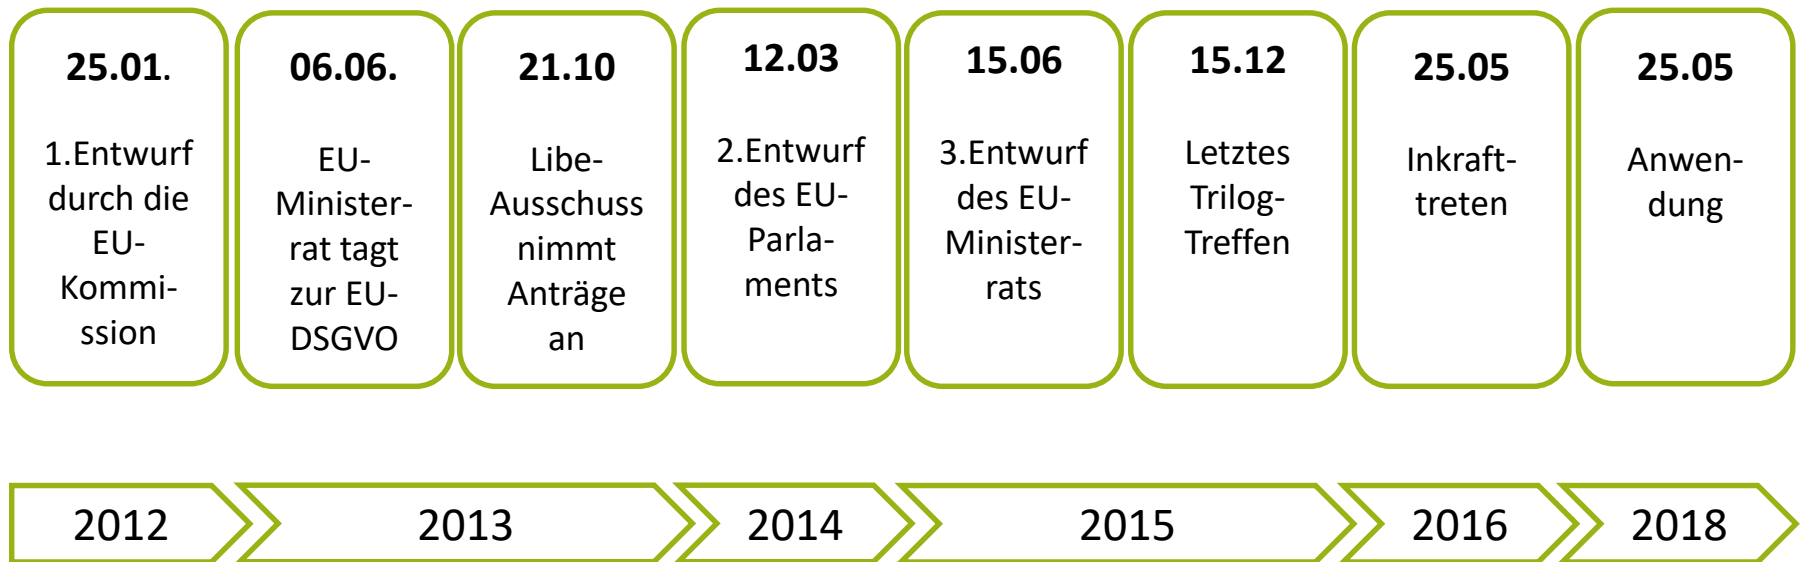 25.01.
1.Entwurf
durch die
EU-
Kommi-
ssion
06.06.
EU-
Minister-
rat tagt
zur EU-
DSGVO
21.10
Libe-
Ausschuss
nimmt
Anträge
an
12.03
2.Entwurf
des EU-
Parla-
ments
15.06
3.Entwurf
des EU-
Minister-
rats
15.12
Letztes
Trilog-
Treffen
25.05
Inkraft-
treten
25.05
Anwen-
dung
2012
2013
2014
2015
2016
2018